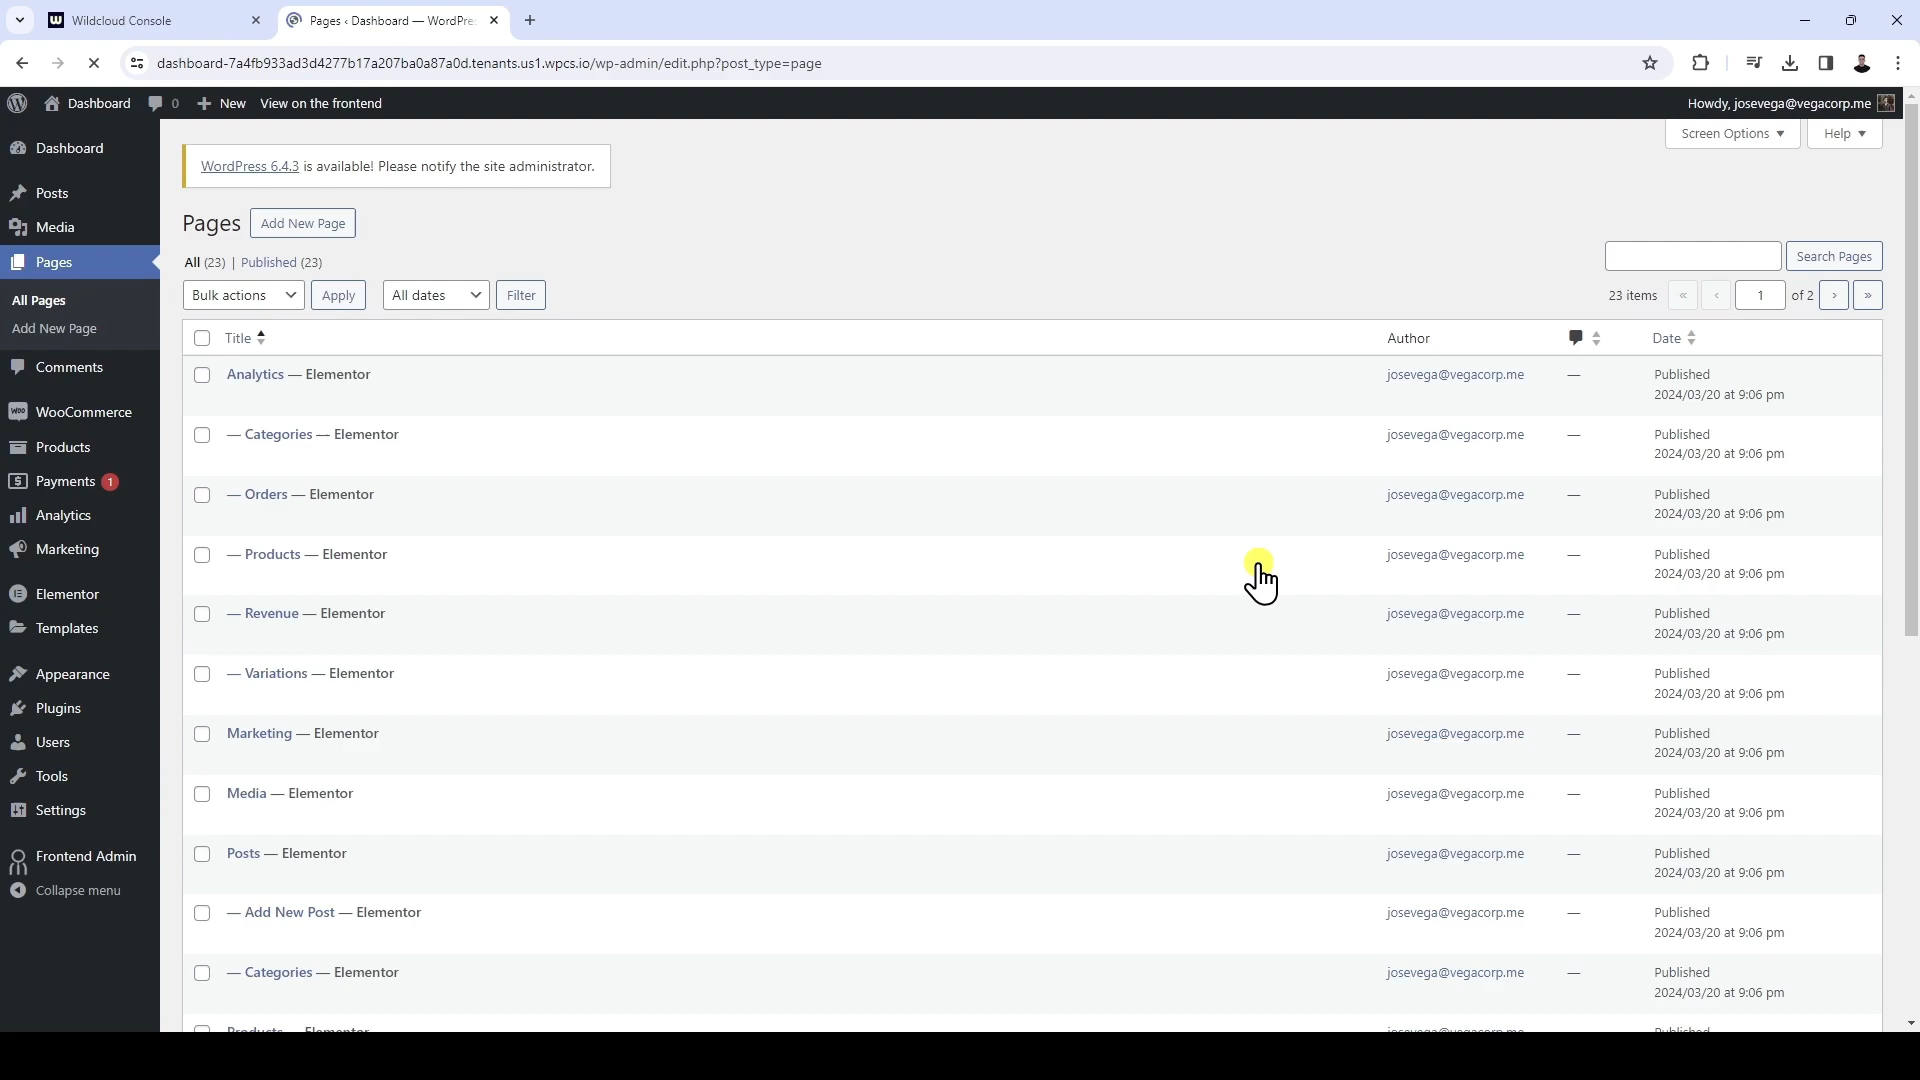 Wildcloud Console
Pages ‹ Dashboard — WordPre
dashboard-7a4fb933ad3d4277b17a207ba0a87a0d.tenants.us1.wpcs.io/wp-admin/edit.php?post_type=page
Dashboard 0 New View on the frontend Howdy, josevega@vegacorp.me
Screen Options Help
WordPress 6.4.3 is available! Please notify the site administrator.
Dashboard
Posts
Media
Pages
All Pages
Add New Page
Comments
WooCommerce
Products
Payments 1
Analytics
Marketing
Elementor
Templates
Appearance
Plugins
Users
Tools
Settings
Frontend Admin
Collapse menu
Pages Add New Page
All (23) | Published (23)
Search Pages
Bulk actions Apply All dates Filter
23 items « ‹ 1 of 2 › »
Title Author Date
Analytics — Elementor josevega@vegacorp.me — Published
2024/03/20 at 9:06 pm
— Categories — Elementor josevega@vegacorp.me — Published
2024/03/20 at 9:06 pm
— Orders — Elementor josevega@vegacorp.me — Published
2024/03/20 at 9:06 pm
— Products — Elementor josevega@vegacorp.me — Published
2024/03/20 at 9:06 pm
— Revenue — Elementor josevega@vegacorp.me — Published
2024/03/20 at 9:06 pm
— Variations — Elementor josevega@vegacorp.me — Published
2024/03/20 at 9:06 pm
Marketing — Elementor josevega@vegacorp.me — Published
2024/03/20 at 9:06 pm
Media — Elementor josevega@vegacorp.me — Published
2024/03/20 at 9:06 pm
Posts — Elementor josevega@vegacorp.me — Published
2024/03/20 at 9:06 pm
— Add New Post — Elementor josevega@vegacorp.me — Published
2024/03/20 at 9:06 pm
— Categories — Elementor josevega@vegacorp.me — Published
2024/03/20 at 9:06 pm
Products — Elementor josevega@vegacorp.me — Published